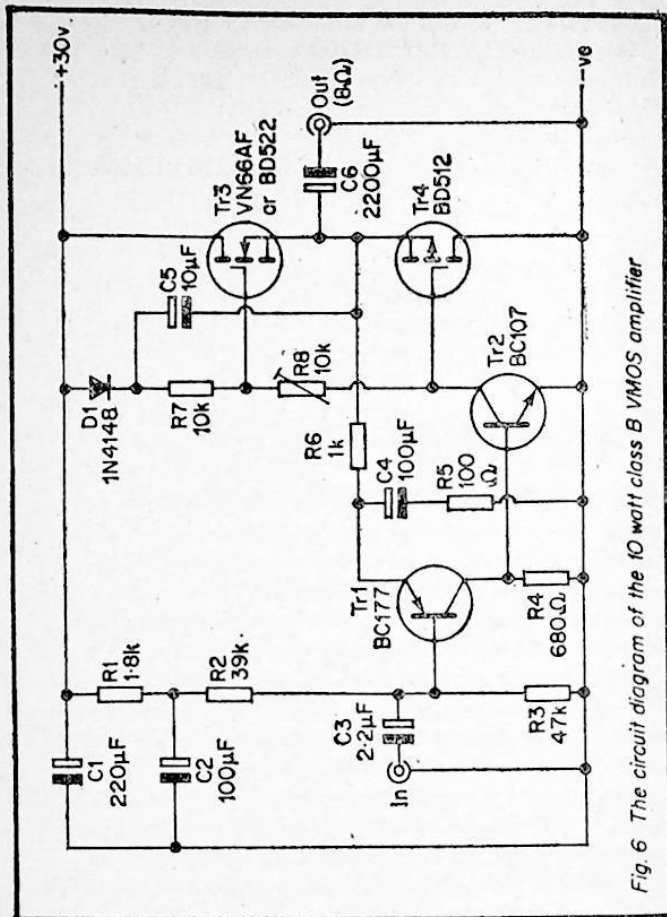 +30v
C1
220µF
R1
1·8k
C2
100µF
R2
39k
C3
2·2µF
In
R3
47k
Tr1
BC177
R4
680Ω
D1
1N4148
R7
10k
C5
10µF
R8
10k
R6
1k
C4
100µF
R5
100
Ω
Tr2
BC107
Tr3
VN66AF
or BD522
C6
2200µF
Out
(8Ω)
Tr4
BD512
–ve
Fig. 6 The circuit diagram of the 10 watt class B VMOS amplifier